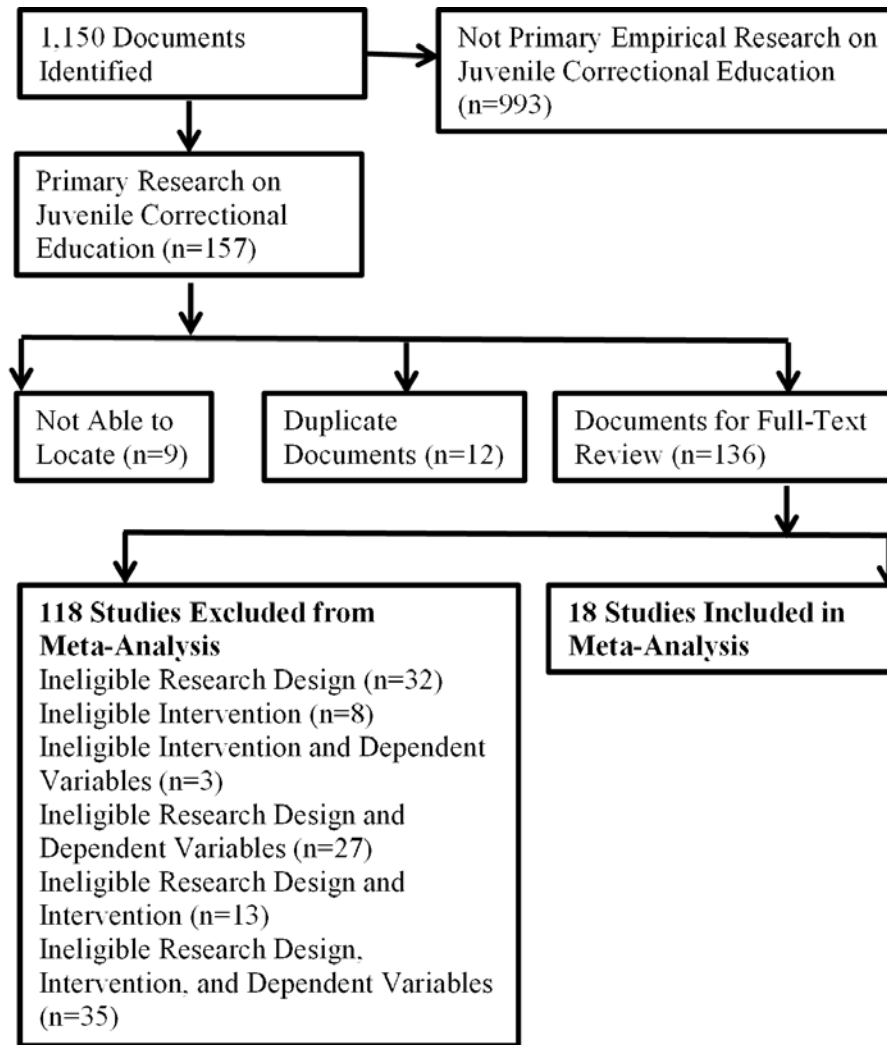 1,150 Documents
Identified
Not Primary Empirical Research on
Juvenile Correctional Education
(n=993)
Primary Research on
Juvenile Correctional
Education (n=157)
Not Able to
Locate (n=9)
Duplicate
Documents (n=12)
Documents for Full-Text
Review (n=136)
118 Studies Excluded from
Meta-Analysis
Ineligible Research Design (n=32)
Ineligible Intervention (n=8)
Ineligible Intervention and Dependent
Variables (n=3)
Ineligible Research Design and
Dependent Variables (n=27)
Ineligible Research Design and
Intervention (n=13)
Ineligible Research Design,
Intervention, and Dependent Variables
(n=35)
18 Studies Included in
Meta-Analysis